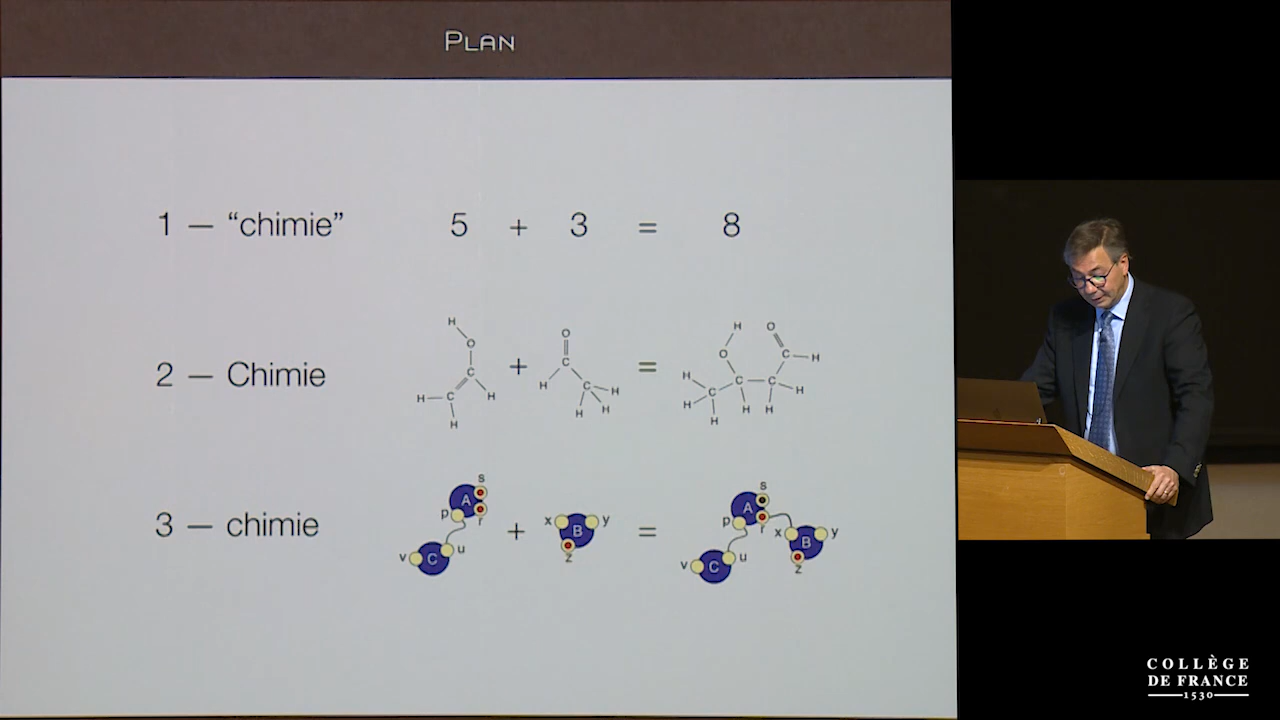 PLAN
1 — “chimie” 5 + 3 = 8
2 — Chimie
H O C C H H H + O C H C H H H = H O O C H H C C C H H H H H
3 — chimie
s A p r v C u + x B y z = s A p r v C u x B y z
COLLÈGE
DE FRANCE
1530